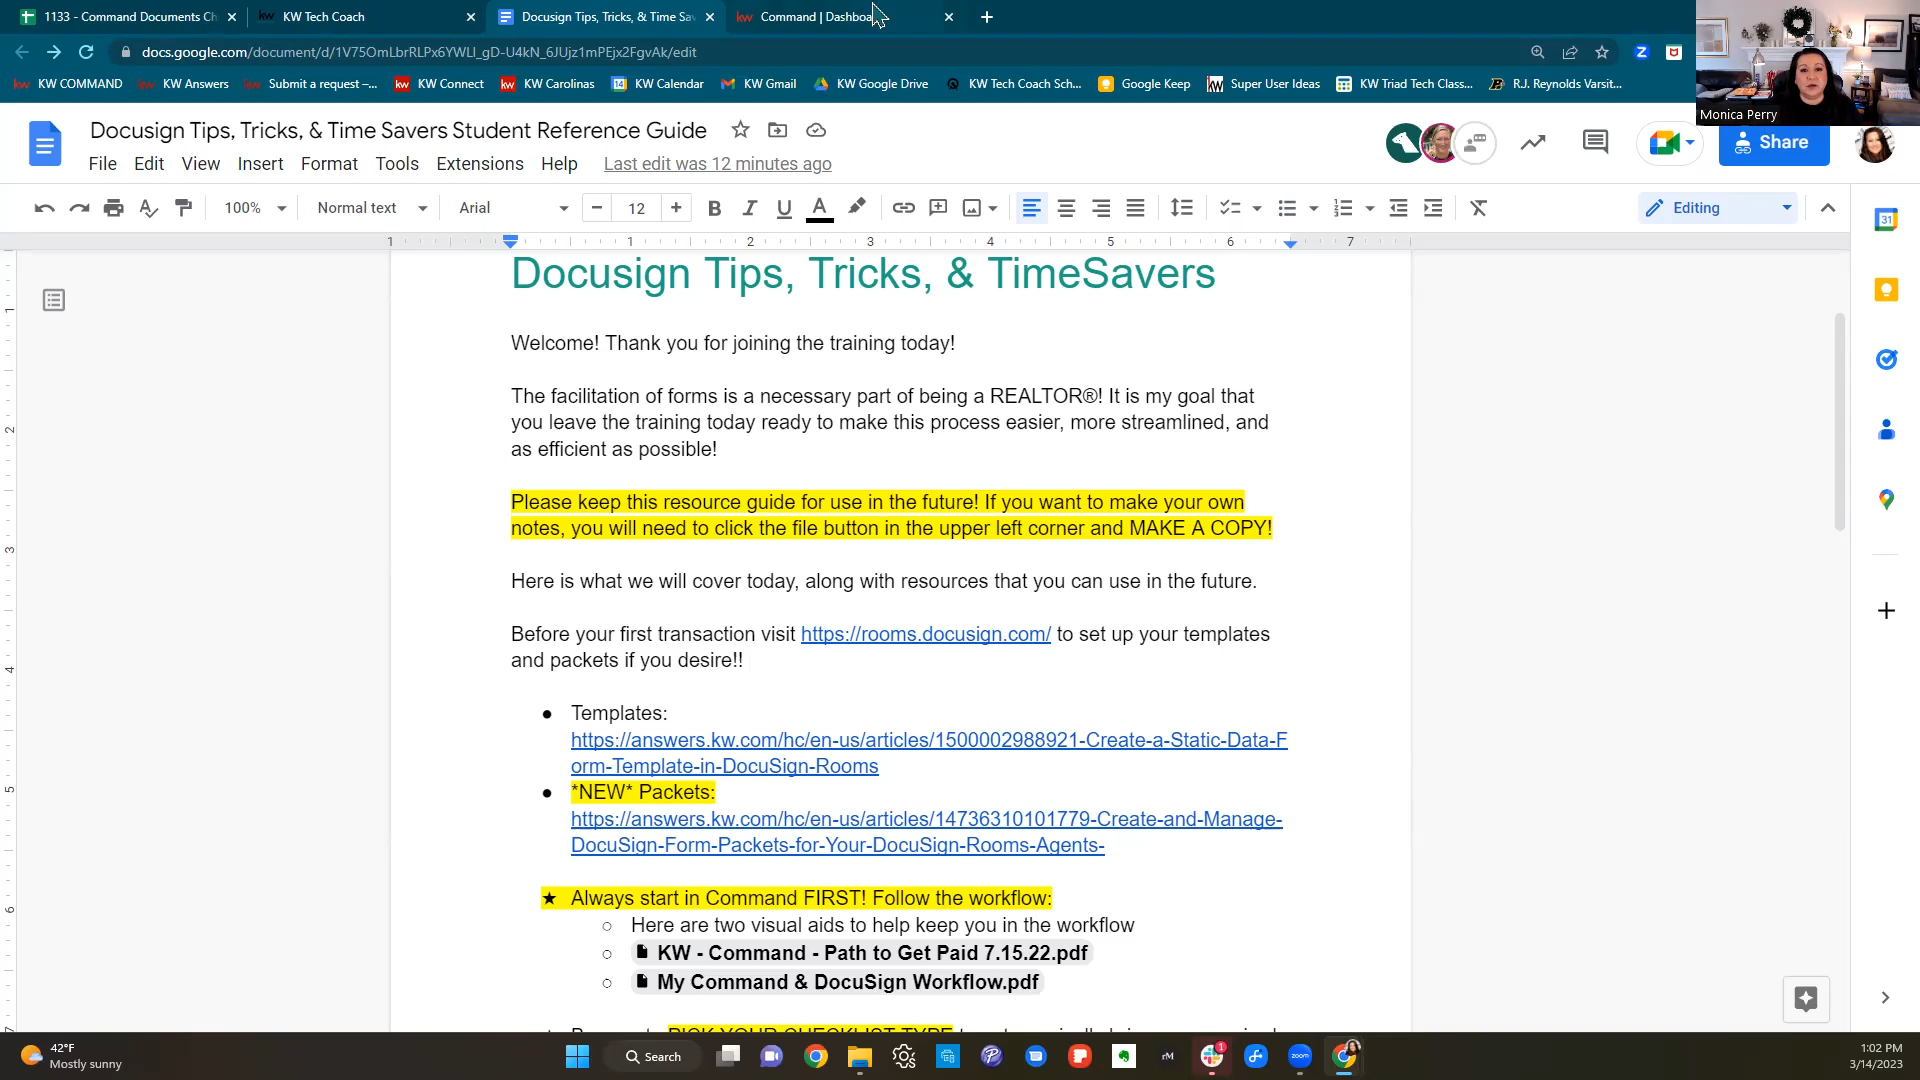 1133 - Command Documents Ch
KW Tech Coach
Docusign Tips, Tricks, & Time Sav
Command | Dashboa
docs.google.com/document/d/1V75OmLbrRLPx6YWLl_gD-U4kN_6JUjz1mPEjx2FgvAk/edit
KW COMMAND
KW Answers
Submit a request –...
KW Connect
KW Carolinas
KW Calendar
KW Gmail
KW Google Drive
KW Tech Coach Sch...
Google Keep
Super User Ideas
KW Triad Tech Class...
R.J. Reynolds Varsit...
Monica Perry
Docusign Tips, Tricks, & Time Savers Student Reference Guide
File Edit View Insert Format Tools Extensions Help Last edit was 12 minutes ago
Share
100% Normal text Arial 12 Editing
1 1 2 3 4 5 6 7
Docusign Tips, Tricks, & TimeSavers
Welcome! Thank you for joining the training today!
The facilitation of forms is a necessary part of being a REALTOR®! It is my goal that
you leave the training today ready to make this process easier, more streamlined, and
as efficient as possible!
Please keep this resource guide for use in the future! If you want to make your own
notes, you will need to click the file button in the upper left corner and MAKE A COPY!
Here is what we will cover today, along with resources that you can use in the future.
Before your first transaction visit https://rooms.docusign.com/ to set up your templates
and packets if you desire!!
● Templates:
https://answers.kw.com/hc/en-us/articles/1500002988921-Create-a-Static-Data-F
orm-Template-in-DocuSign-Rooms
● *NEW* Packets:
https://answers.kw.com/hc/en-us/articles/14736310101779-Create-and-Manage-
DocuSign-Form-Packets-for-Your-DocuSign-Rooms-Agents-
★ Always start in Command FIRST! Follow the workflow:
○ Here are two visual aids to help keep you in the workflow
○ KW - Command - Path to Get Paid 7.15.22.pdf
○ My Command & DocuSign Workflow.pdf
PICK YOUR CHECKLIST TYPE
42°F
Mostly sunny
Search
1:02 PM
3/14/2023